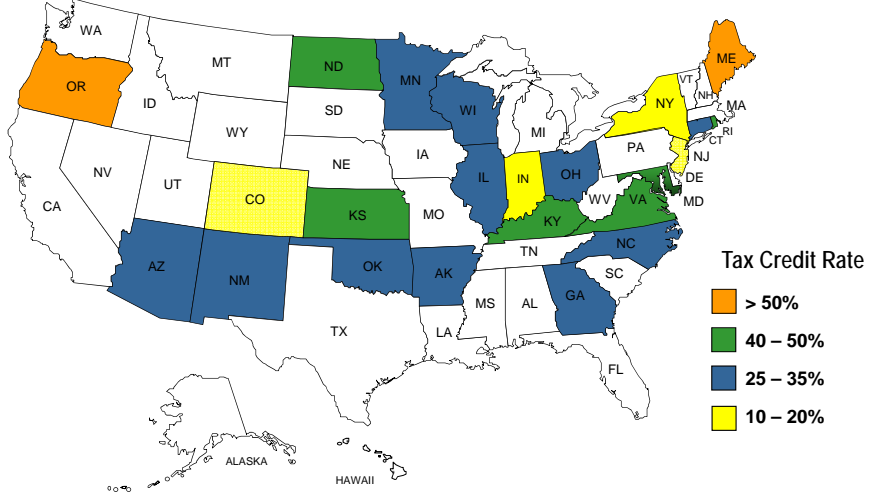 WA
MT
ND
MN
ME
VT
NH
MA
RI
CT
NY
OR
ID
WY
SD
WI
MI
PA
NJ
DE
MD
NV
UT
CO
NE
IA
IL
IN
OH
WV
VA
CA
KS
MO
KY
AZ
NM
OK
AK
TN
NC
SC
TX
LA
MS
AL
GA
FL
ALASKA
HAWAII
Tax Credit Rate
> 50%
40 – 50%
25 – 35%
10 – 20%